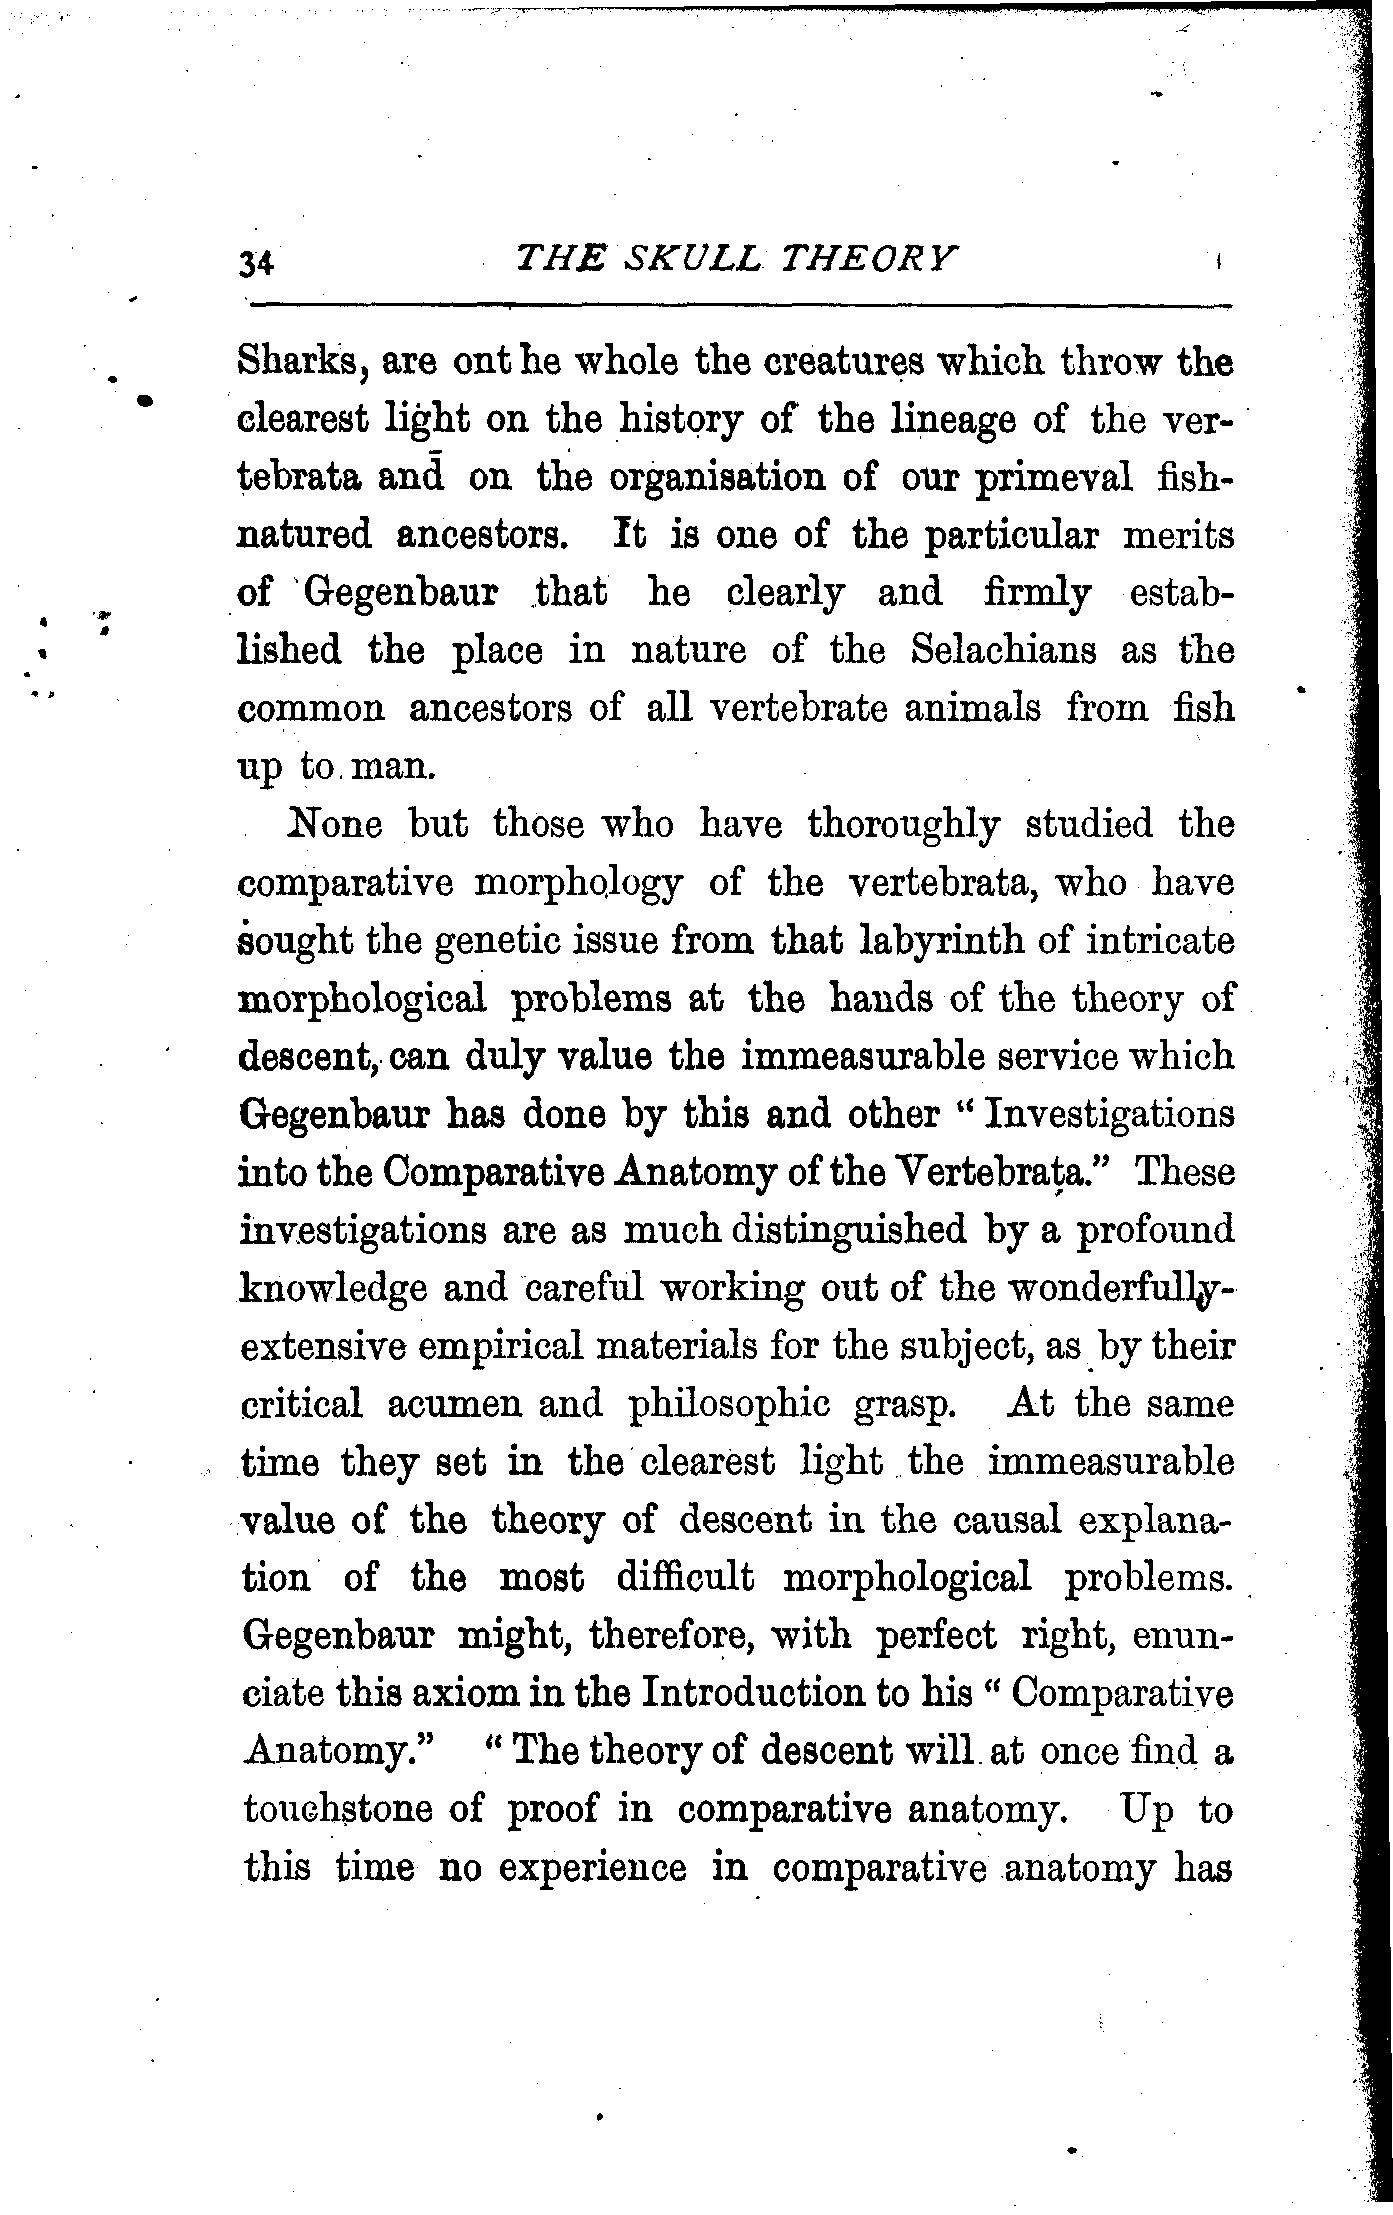 34 THE SKULL THEORY
Sharks, are ont he whole the creatures which throw the
clearest light on the history of the lineage of the ver-
tebrata and on the organisation of our primeval fish-
natured ancestors. It is one of the particular merits
of Gegenbaur that he clearly and firmly estab-
lished the place in nature of the Selachians as the
common ancestors of all vertebrate animals from fish
up to man.
None but those who have thoroughly studied the
comparative morphology of the vertebrata, who have
sought the genetic issue from that labyrinth of intricate
morphological problems at the hands of the theory of
descent, can duly value the immeasurable service which
Gegenbaur has done by this and other “ Investigations
into the Comparative Anatomy of the Vertebrata.” These
investigations are as much distinguished by a profound
knowledge and careful working out of the wonderfully-
extensive empirical materials for the subject, as by their
critical acumen and philosophic grasp. At the same
time they set in the clearest light the immeasurable
value of the theory of descent in the causal explana-
tion of the most difficult morphological problems.
Gegenbaur might, therefore, with perfect right, enun-
ciate this axiom in the Introduction to his “ Comparative
Anatomy.” “ The theory of descent will at once find a
touchstone of proof in comparative anatomy. Up to
this time no experience in comparative anatomy has